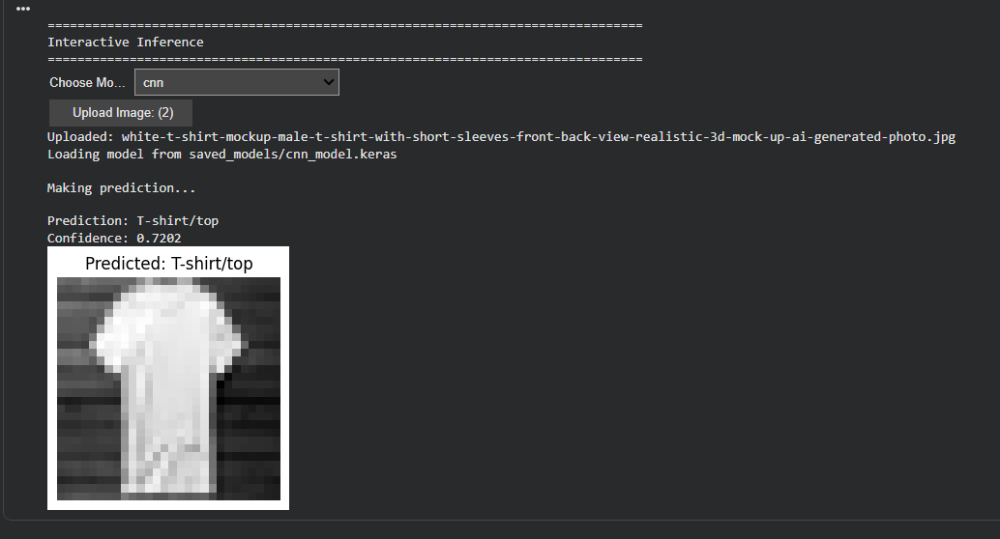 ================================================================================
Interactive Inference
================================================================================
Choose Mo... cnn
Upload Image: (2)
Uploaded: white-t-shirt-mockup-male-t-shirt-with-short-sleeves-front-back-view-realistic-3d-mock-up-ai-generated-photo.jpg
Loading model from saved_models/cnn_model.keras
Making prediction...
Prediction: T-shirt/top
Confidence: 0.7202
Predicted: T-shirt/top